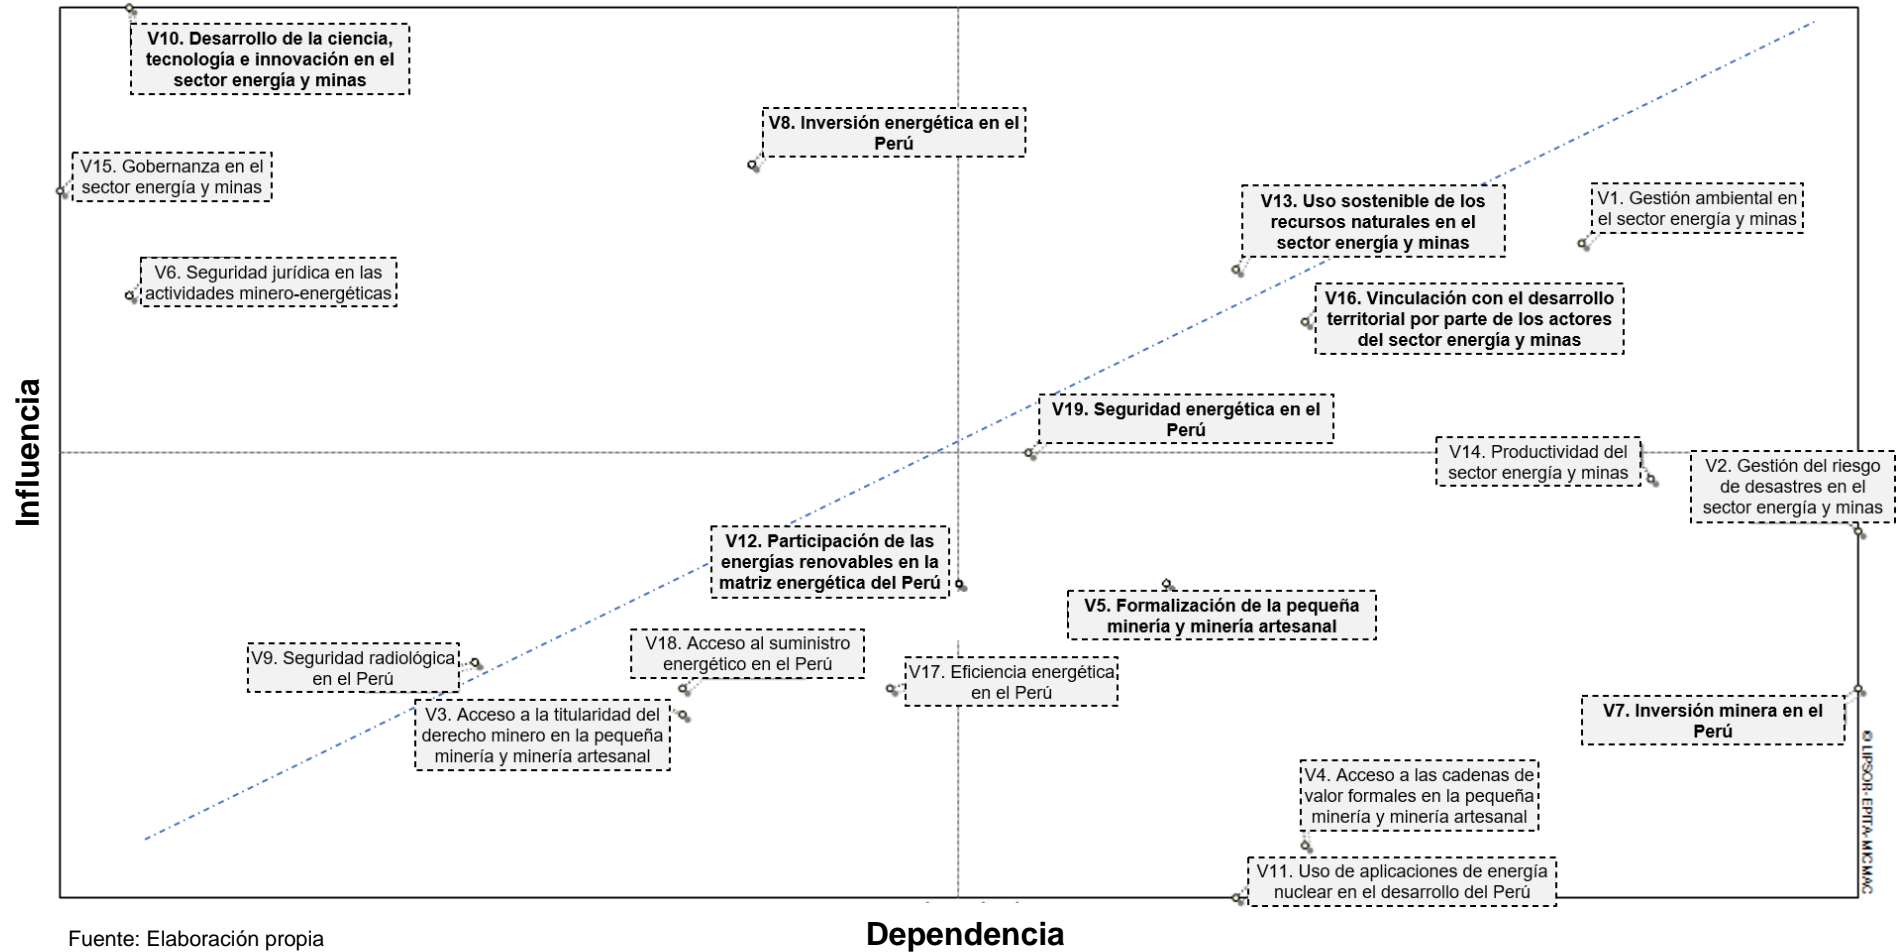 V10. Desarrollo de la ciencia,
tecnología e innovación en el
sector energía y minas
V8. Inversión energética en el
Perú
V15. Gobernanza en el
sector energía y minas
V13. Uso sostenible de los
recursos naturales en el
sector energía y minas
V1. Gestión ambiental en
el sector energía y minas
V6. Seguridad jurídica en las
actividades minero-energéticas
V16. Vinculación con el desarrollo
territorial por parte de los actores
del sector energía y minas
Influencia
V19. Seguridad energética en el
Perú
V14. Productividad del
sector energía y minas
V2. Gestión del riesgo
de desastres en el
sector energía y minas
V12. Participación de las
energías renovables en la
matriz energética del Perú
V5. Formalización de la pequeña
minería y minería artesanal
V9. Seguridad radiológica
en el Perú
V18. Acceso al suministro
energético en el Perú
V17. Eficiencia energética
en el Perú
V3. Acceso a la titularidad del
derecho minero en la pequeña
minería y minería artesanal
V7. Inversión minera en el
Perú
V4. Acceso a las cadenas de
valor formales en la pequeña
minería y minería artesanal
V11. Uso de aplicaciones de energía
nuclear en el desarrollo del Perú
© LIPSOR-EPITA-MICMAC
Dependencia
Fuente: Elaboración propia